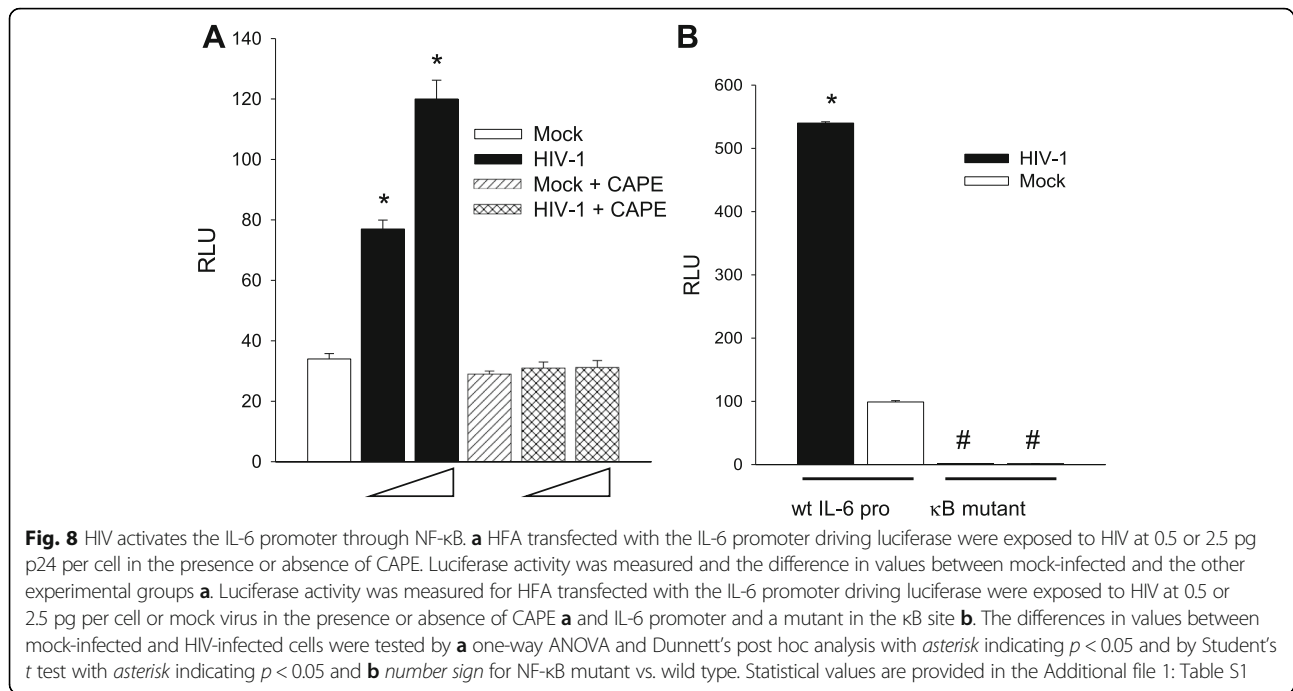 A
B
140
120
100
80
60
40
20
0
RLU
*
*
Mock
HIV-1
Mock + CAPE
HIV-1 + CAPE
600
500
400
300
200
100
0
RLU
*
HIV-1
Mock
# #
wt IL-6 pro κB mutant
Fig. 8 HIV activates the IL-6 promoter through NF-κB. a HFA transfected with the IL-6 promoter driving luciferase were exposed to HIV at 0.5 or 2.5 pg
p24 per cell in the presence or absence of CAPE. Luciferase activity was measured and the difference in values between mock-infected and the other
experimental groups a. Luciferase activity was measured for HFA transfected with the IL-6 promoter driving luciferase were exposed to HIV at 0.5 or
2.5 pg per cell or mock virus in the presence or absence of CAPE a and IL-6 promoter and a mutant in the κB site b. The differences in values between
mock-infected and HIV-infected cells were tested by a one-way ANOVA and Dunnett's post hoc analysis with asterisk indicating p < 0.05 and by Student's
t test with asterisk indicating p < 0.05 and b number sign for NF-κB mutant vs. wild type. Statistical values are provided in the Additional file 1: Table S1